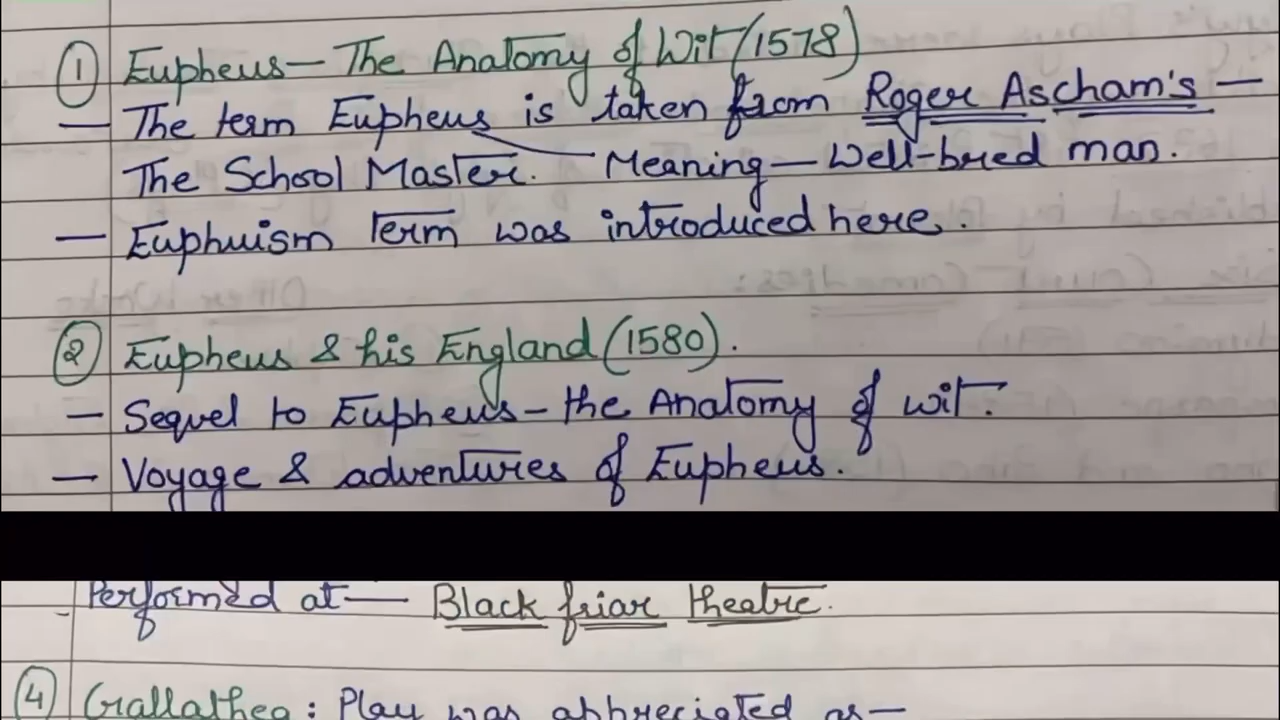 ① Eupheus— The Anatomy of Wit (1578)
— The term Eupheus is taken from Roger Ascham's —
The School Master. Meaning— Well-bred man.
— Euphuism Term was introduced here.
② Eupheus & his England (1580).
— Sequel to Eupheus- the Anatomy of wit.
— Voyage & adventures of Eupheus.
Performed at— Black friar theatre.
④ Gallathea: Play was appreciated as—